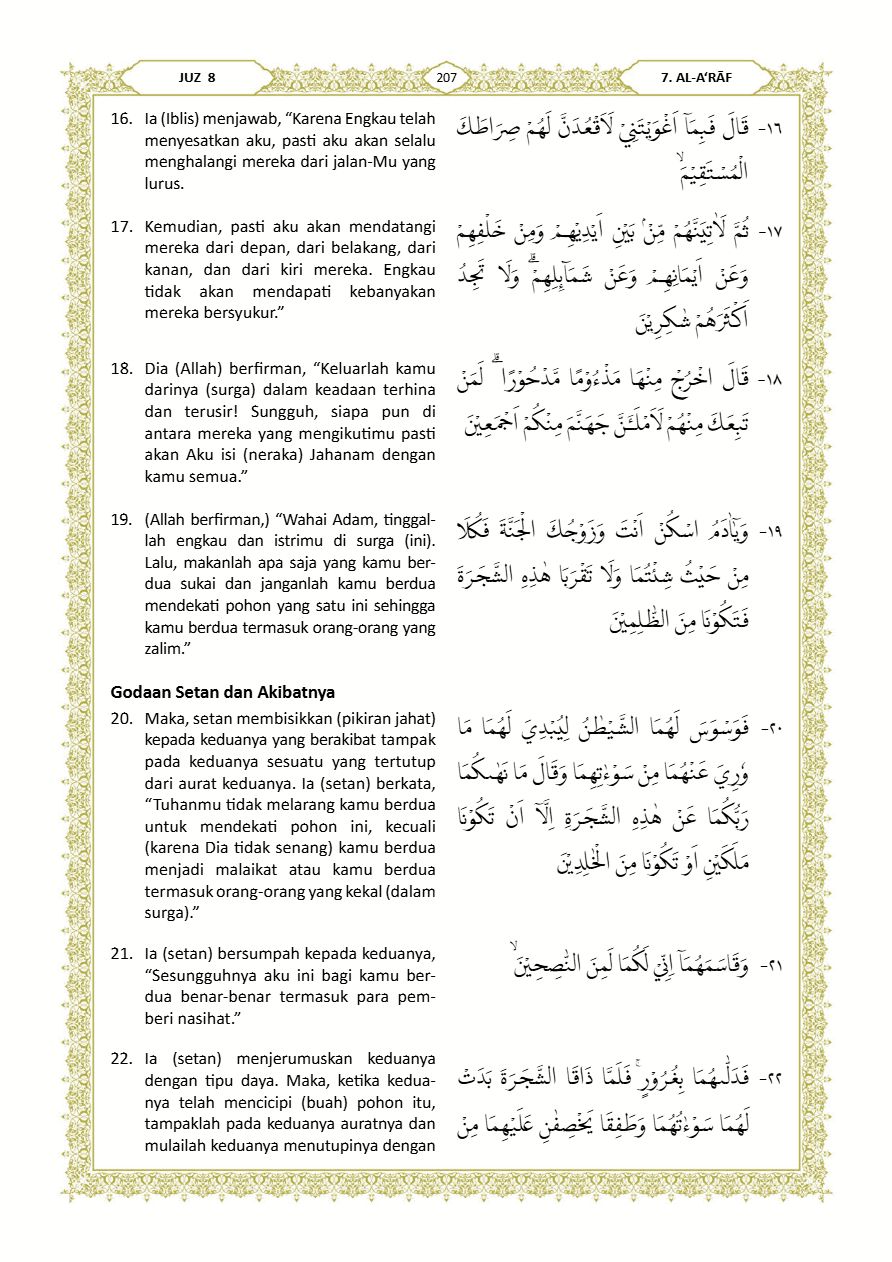 JUZ 8
207
7. AL-A‘RĀF
16. Ia (Iblis) menjawab, “Karena Engkau telah
menyesatkan aku, pasti aku akan selalu
menghalangi mereka dari jalan-Mu yang
lurus.
١٦- قَالَ فَبِمَآ اَغْوَيْتَنِيْ لَاَقْعُدَنَّ لَهُمْ صِرَاطَكَ
الْمُسْتَقِيْمَۙ
17. Kemudian, pasti aku akan mendatangi
mereka dari depan, dari belakang, dari
kanan, dan dari kiri mereka. Engkau
tidak akan mendapati kebanyakan
mereka bersyukur.”
١٧- ثُمَّ لَاٰتِيَنَّهُمْ مِّنْۢ بَيْنِ اَيْدِيْهِمْ وَمِنْ خَلْفِهِمْ
وَعَنْ اَيْمَانِهِمْ وَعَنْ شَمَاۤىِٕلِهِمْۗ وَلَا تَجِدُ
اَكْثَرَهُمْ شٰكِرِيْنَ
18. Dia (Allah) berfirman, “Keluarlah kamu
darinya (surga) dalam keadaan terhina
dan terusir! Sungguh, siapa pun di
antara mereka yang mengikutimu pasti
akan Aku isi (neraka) Jahanam dengan
kamu semua.”
١٨- قَالَ اخْرُجْ مِنْهَا مَذْءُوْمًا مَّدْحُوْرًاۗ لَمَنْ
تَبِعَكَ مِنْهُمْ لَاَمْلَـَٔنَّ جَهَنَّمَ مِنْكُمْ اَجْمَعِيْنَ
19. (Allah berfirman,) “Wahai Adam, tinggal-
lah engkau dan istrimu di surga (ini).
Lalu, makanlah apa saja yang kamu ber-
dua sukai dan janganlah kamu berdua
mendekati pohon yang satu ini sehingga
kamu berdua termasuk orang-orang yang
zalim.”
١٩- وَيٰٓاٰدَمُ اسْكُنْ اَنْتَ وَزَوْجُكَ الْجَنَّةَ فَكُلَا
مِنْ حَيْثُ شِئْتُمَا وَلَا تَقْرَبَا هٰذِهِ الشَّجَرَةَ
فَتَكُوْنَا مِنَ الظّٰلِمِيْنَ
Godaan Setan dan Akibatnya
20. Maka, setan membisikkan (pikiran jahat)
kepada keduanya yang berakibat tampak
pada keduanya sesuatu yang tertutup
dari aurat keduanya. Ia (setan) berkata,
“Tuhanmu tidak melarang kamu berdua
untuk mendekati pohon ini, kecuali
(karena Dia tidak senang) kamu berdua
menjadi malaikat atau kamu berdua
termasuk orang-orang yang kekal (dalam
surga).”
٢٠- فَوَسْوَسَ لَهُمَا الشَّيْطٰنُ لِيُبْدِيَ لَهُمَا مَا
وٗرِيَ عَنْهُمَا مِنْ سَوْءٰتِهِمَا وَقَالَ مَا نَهٰىكُمَا
رَبُّكُمَا عَنْ هٰذِهِ الشَّجَرَةِ اِلَّآ اَنْ تَكُوْنَا
مَلَكَيْنِ اَوْ تَكُوْنَا مِنَ الْخٰلِدِيْنَ
21. Ia (setan) bersumpah kepada keduanya,
“Sesungguhnya aku ini bagi kamu ber-
dua benar-benar termasuk para pem-
beri nasihat.”
٢١- وَقَاسَمَهُمَآ اِنِّيْ لَكُمَا لَمِنَ النّٰصِحِيْنَۙ
22. Ia (setan) menjerumuskan keduanya
dengan tipu daya. Maka, ketika kedua-
nya telah mencicipi (buah) pohon itu,
tampaklah pada keduanya auratnya dan
mulailah keduanya menutupinya dengan
٢٢- فَدَلّٰىهُمَا بِغُرُوْرٍۚ فَلَمَّا ذَاقَا الشَّجَرَةَ بَدَتْ
لَهُمَا سَوْءٰتُهُمَا وَطَفِقَا يَخْصِفٰنِ عَلَيْهِمَا مِنْ